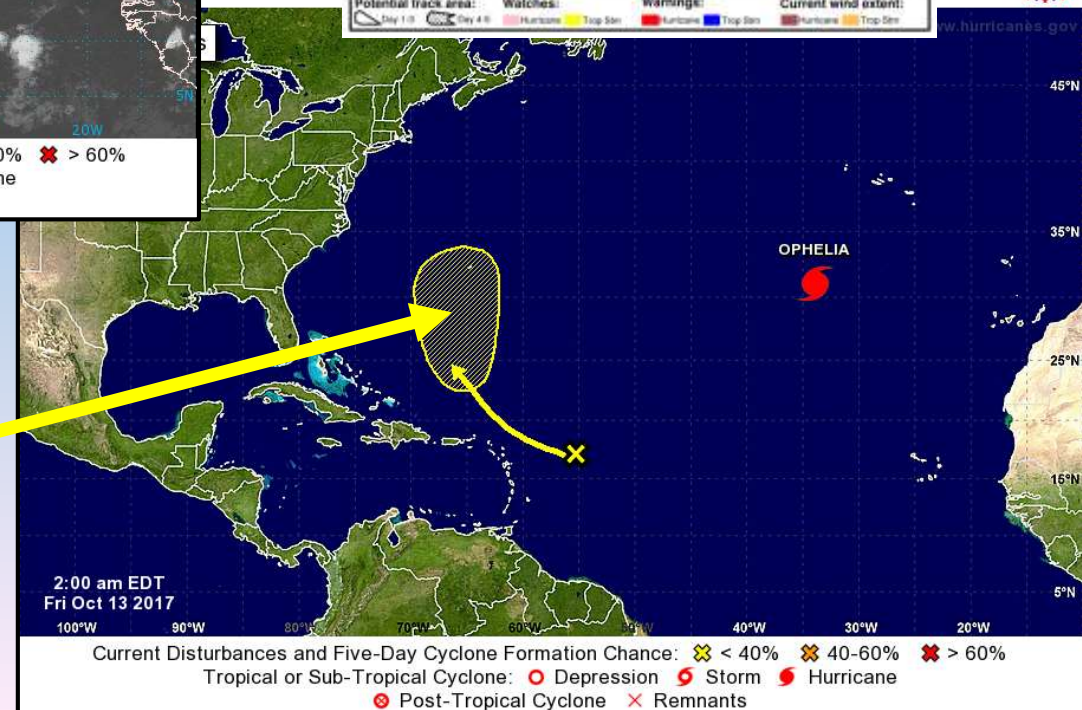 Potential track area: Watches: Warnings: Current wind extent:
Day 1-3 Day 4-5 Hurricane Trop Stm Hurricane Trop Stm Hurricane Trop Stm
w.hurricanes.gov
S
5N
20W
0% > 60%
ne
45°N
35°N
OPHELIA
25°N
15°N
2:00 am EDT
Fri Oct 13 2017
5°N
100°W 90°W 80°W 70°W 60°W 50°W 40°W 30°W 20°W
Current Disturbances and Five-Day Cyclone Formation Chance: < 40% 40-60% > 60%
Tropical or Sub-Tropical Cyclone: Depression Storm Hurricane
Post-Tropical Cyclone Remnants